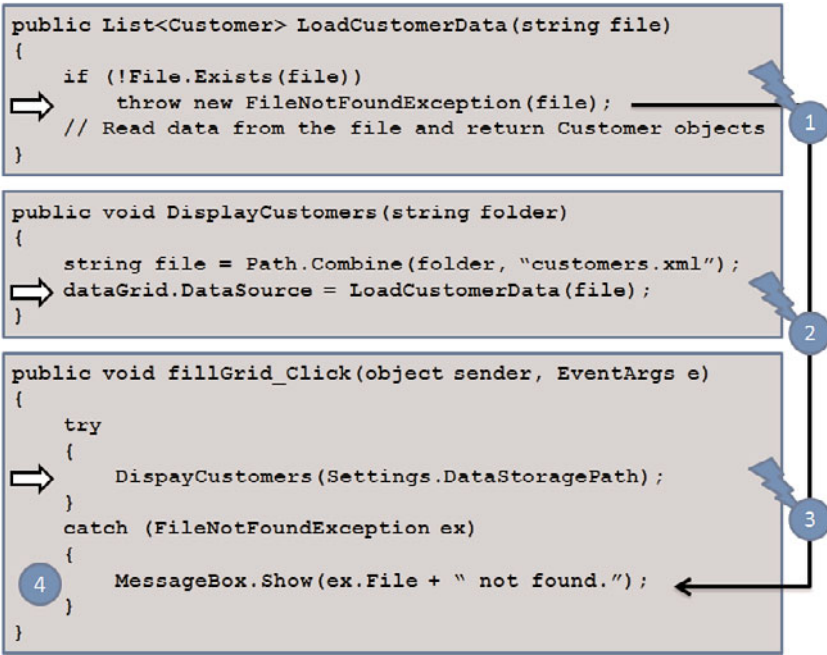 public List<Customer> LoadCustomerData(string file)
{
if (!File.Exists(file))
throw new FileNotFoundException(file);
1
// Read data from the file and return Customer objects
}
public void DisplayCustomers(string folder)
{
string file = Path.Combine(folder, “customers.xml”);
dataGrid.DataSource = LoadCustomerData(file);
}
2
public void fillGrid_Click(object sender, EventArgs e)
{
try
{
DispayCustomers(Settings.DataStoragePath);
}
3
catch (FileNotFoundException ex)
{
4
MessageBox.Show(ex.File + “ not found.”);
}
}